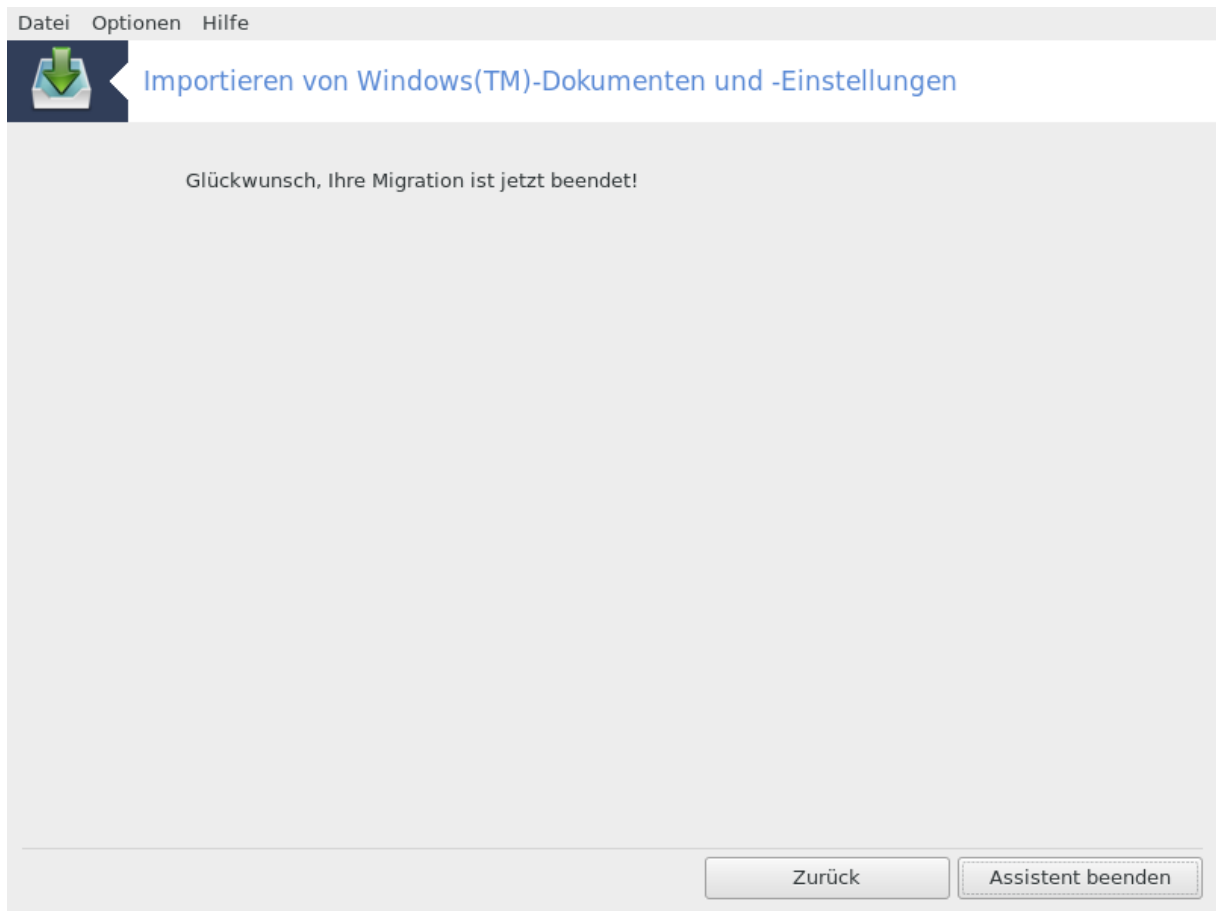 Datei Optionen Hilfe
Importieren von Windows(TM)-Dokumenten und -Einstellungen
Glückwunsch, Ihre Migration ist jetzt beendet!
Zurück Assistent beenden